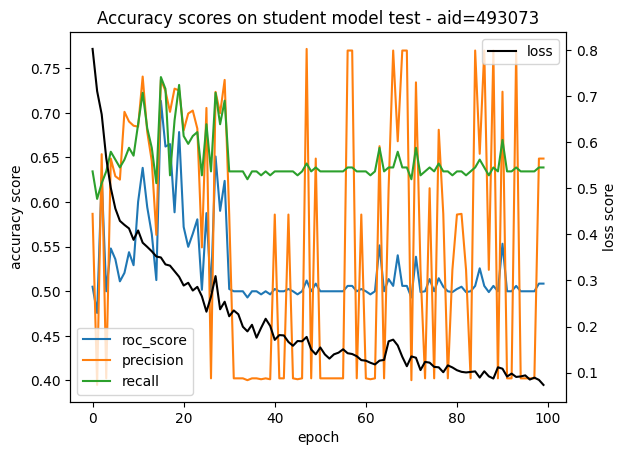 Accuracy scores on student model test - aid=493073
loss
0.75
0.70
0.65
0.60
0.55
0.50
0.45
0.40
accuracy score
0.8
0.7
0.6
0.5
0.4
0.3
0.2
0.1
loss score
roc_score
precision
recall
0
20
40
60
80
100
epoch